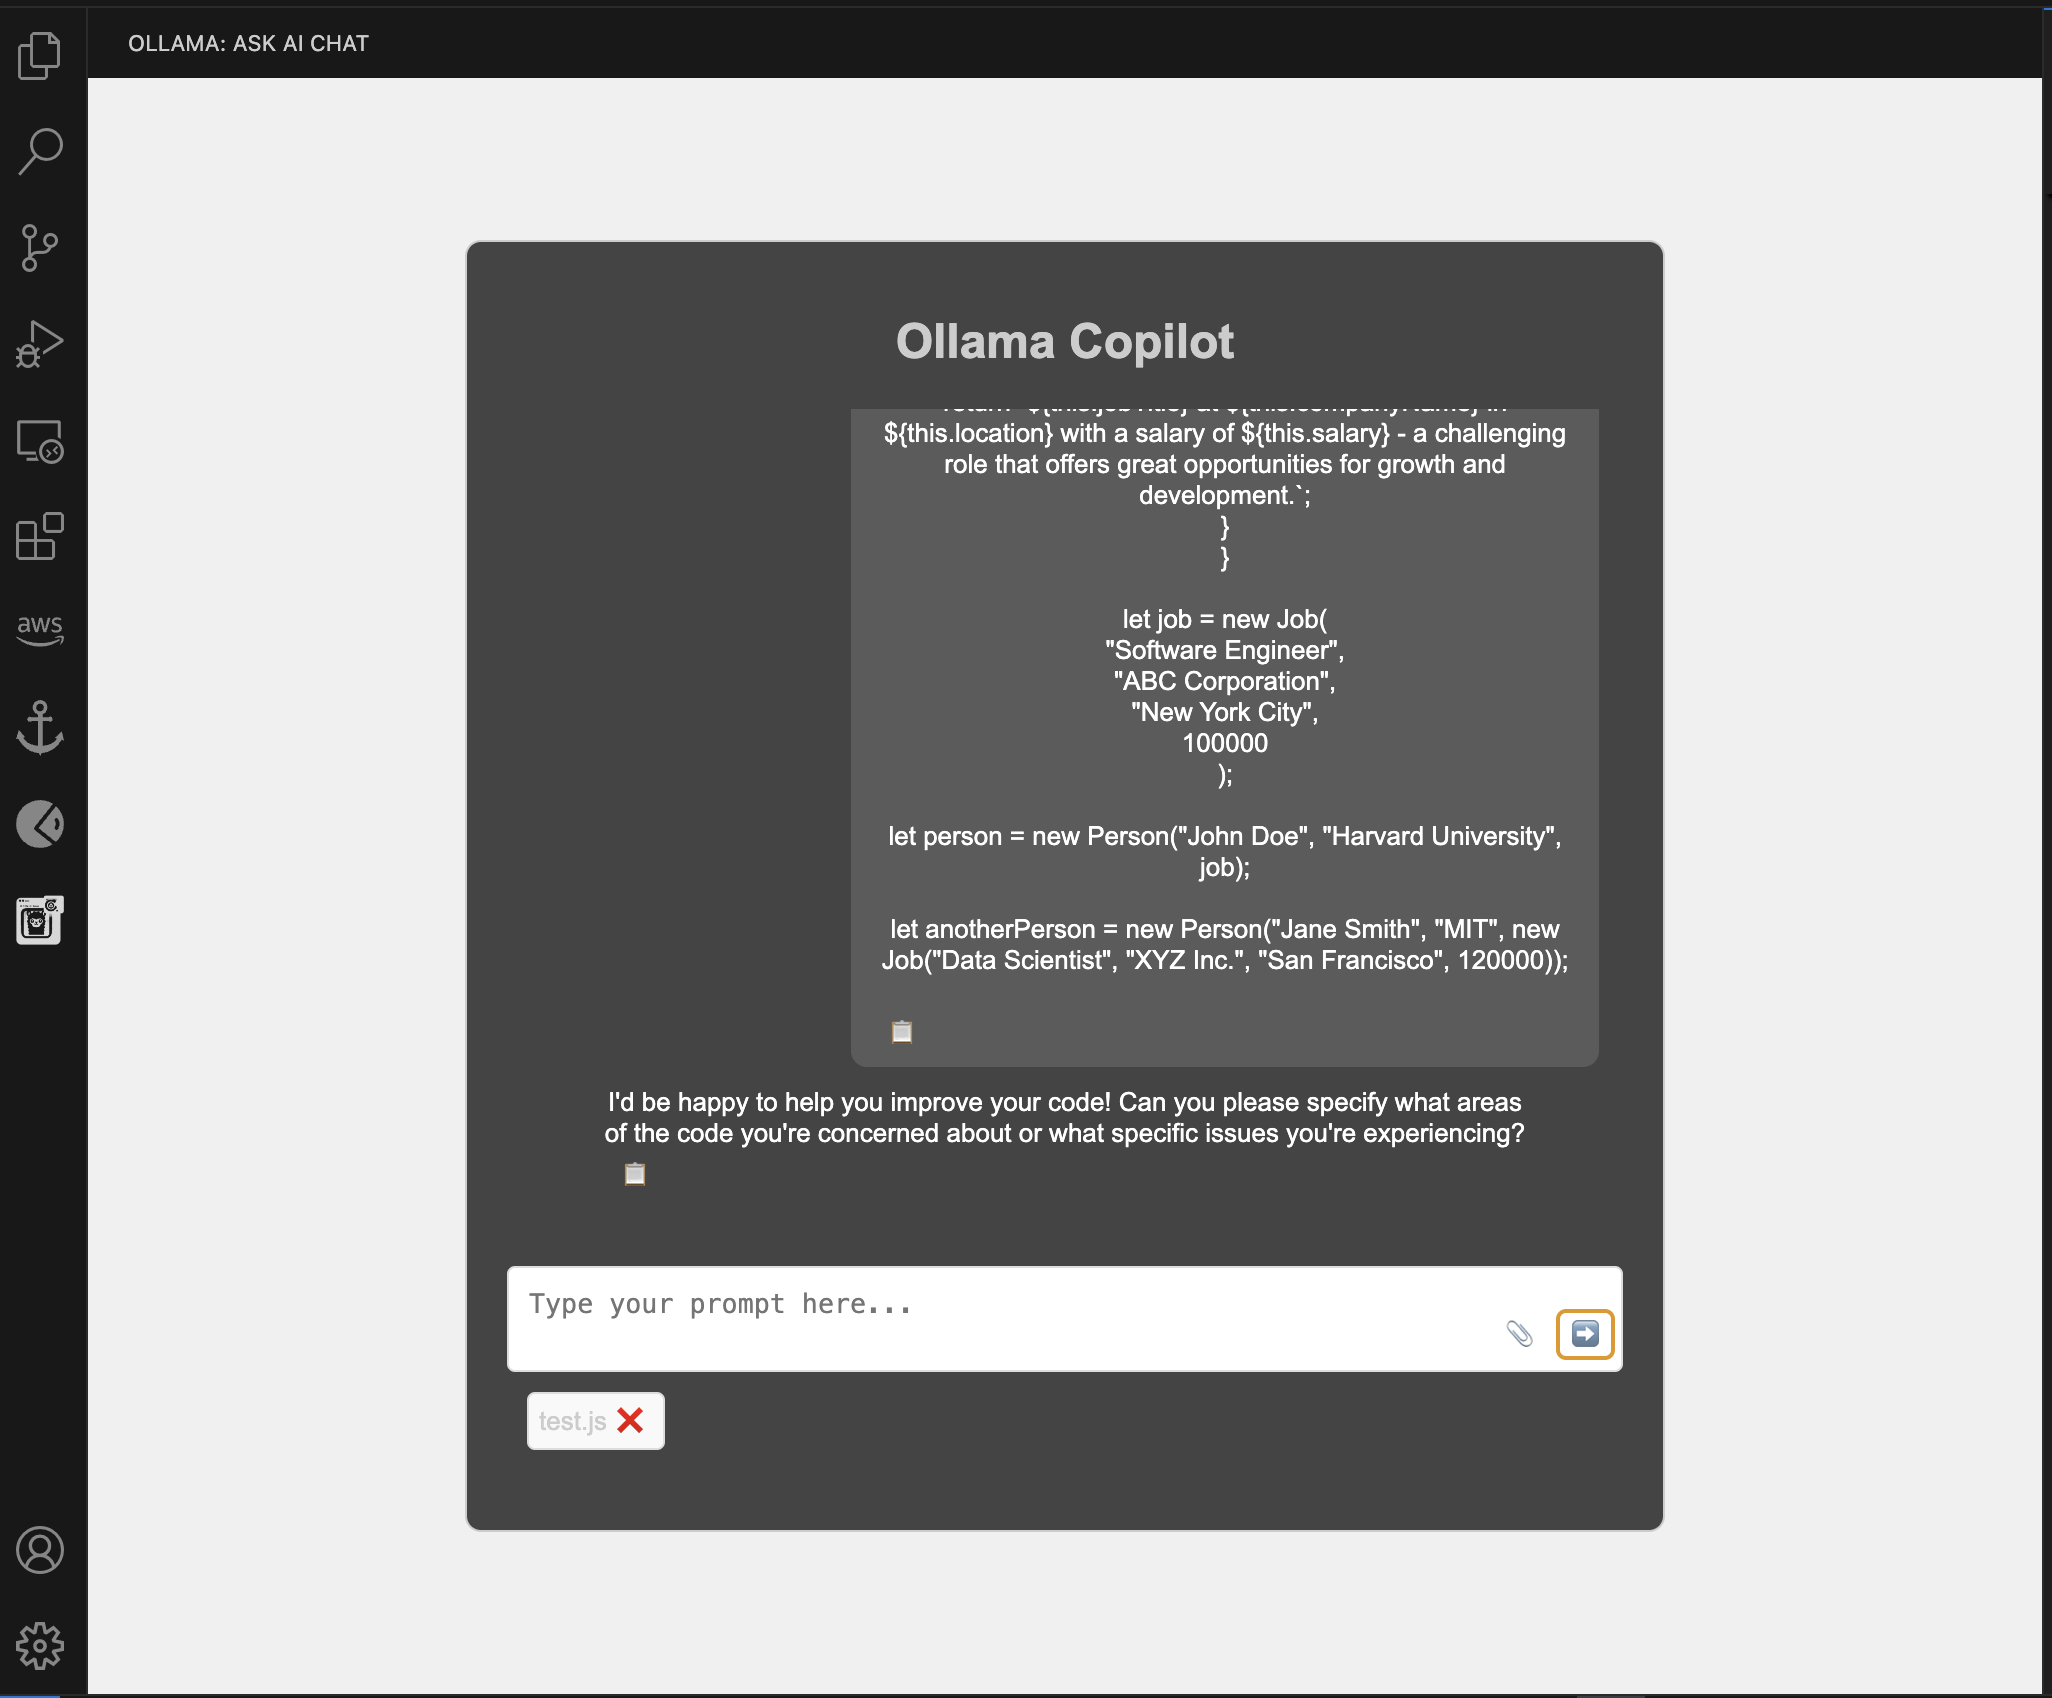 OLLAMA: ASK AI CHAT
aws
Ollama Copilot
${this.location} with a salary of ${this.salary} - a challenging
role that offers great opportunities for growth and
development.`;
}
}
let job = new Job(
"Software Engineer",
"ABC Corporation",
"New York City",
100000
);
let person = new Person("John Doe", "Harvard University",
job);
let anotherPerson = new Person("Jane Smith", "MIT", new
Job("Data Scientist", "XYZ Inc.", "San Francisco", 120000));
I'd be happy to help you improve your code! Can you please specify what areas
of the code you're concerned about or what specific issues you're experiencing?
Type your prompt here...
test.js